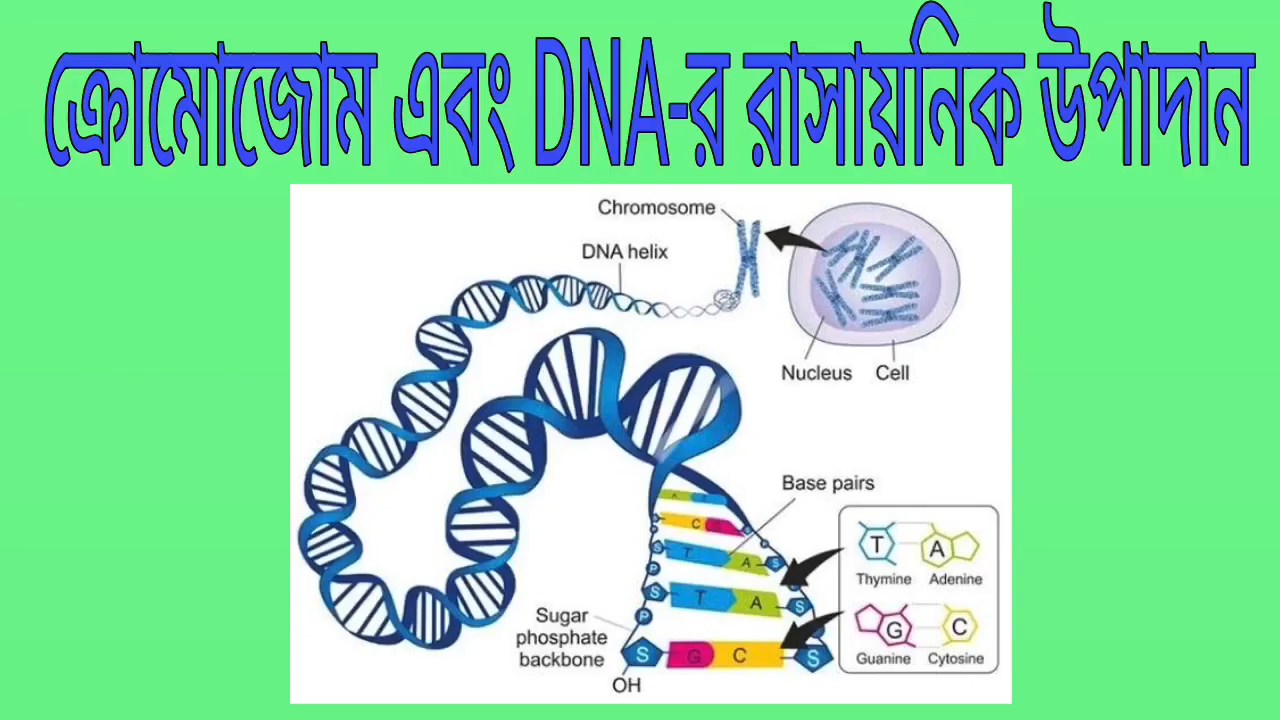 ক্রোমোজোম এবং DNA-র রাসায়নিক উপাদান
Chromosome
DNA helix
Nucleus Cell
Base pairs
A T
C G
T A S
S
P
T A
Thymine Adenine
S T A S
P
Sugar
phosphate
backbone
G C
Guanine Cytosine
S G C S
OH